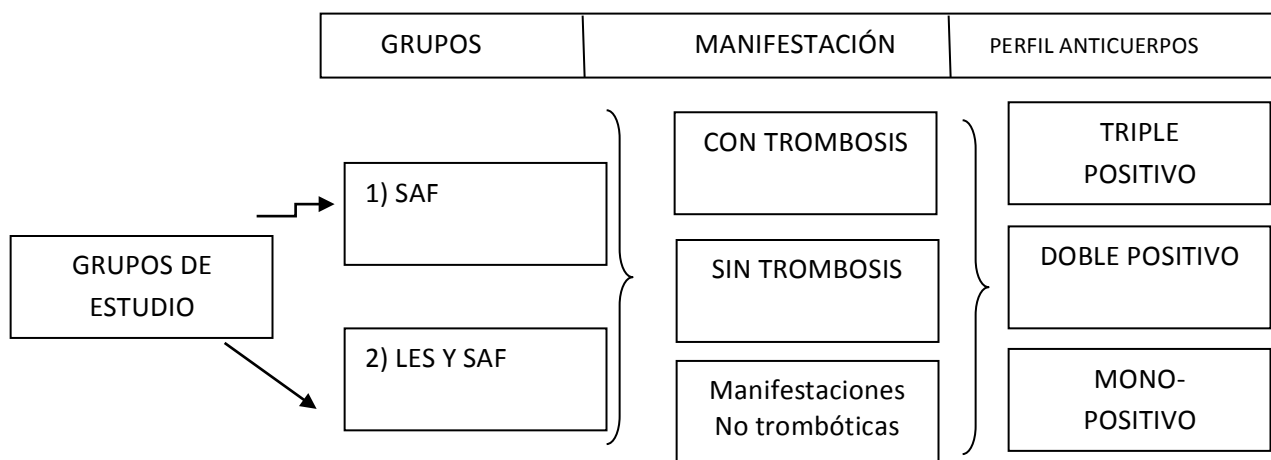 GRUPOS
MANIFESTACIÓN
PERFIL ANTICUERPOS
GRUPOS DE
ESTUDIO
1) SAF
2) LES Y SAF
CON TROMBOSIS
SIN TROMBOSIS
Manifestaciones
No trombóticas
TRIPLE
POSITIVO
DOBLE POSITIVO
MONO-
POSITIVO